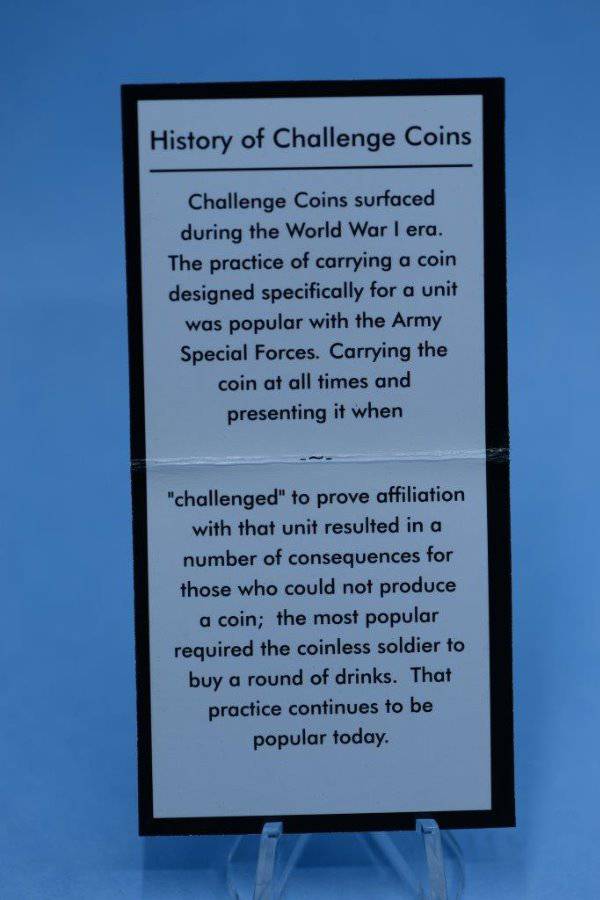 History of Challenge Coins
Challenge Coins surfaced
during the World War I era.
The practice of carrying a coin
designed specifically for a unit
was popular with the Army
Special Forces. Carrying the
coin at all times and
presenting it when
-~-
"challenged" to prove affiliation
with that unit resulted in a
number of consequences for
those who could not produce
a coin; the most popular
required the coinless soldier to
buy a round of drinks. That
practice continues to be
popular today.